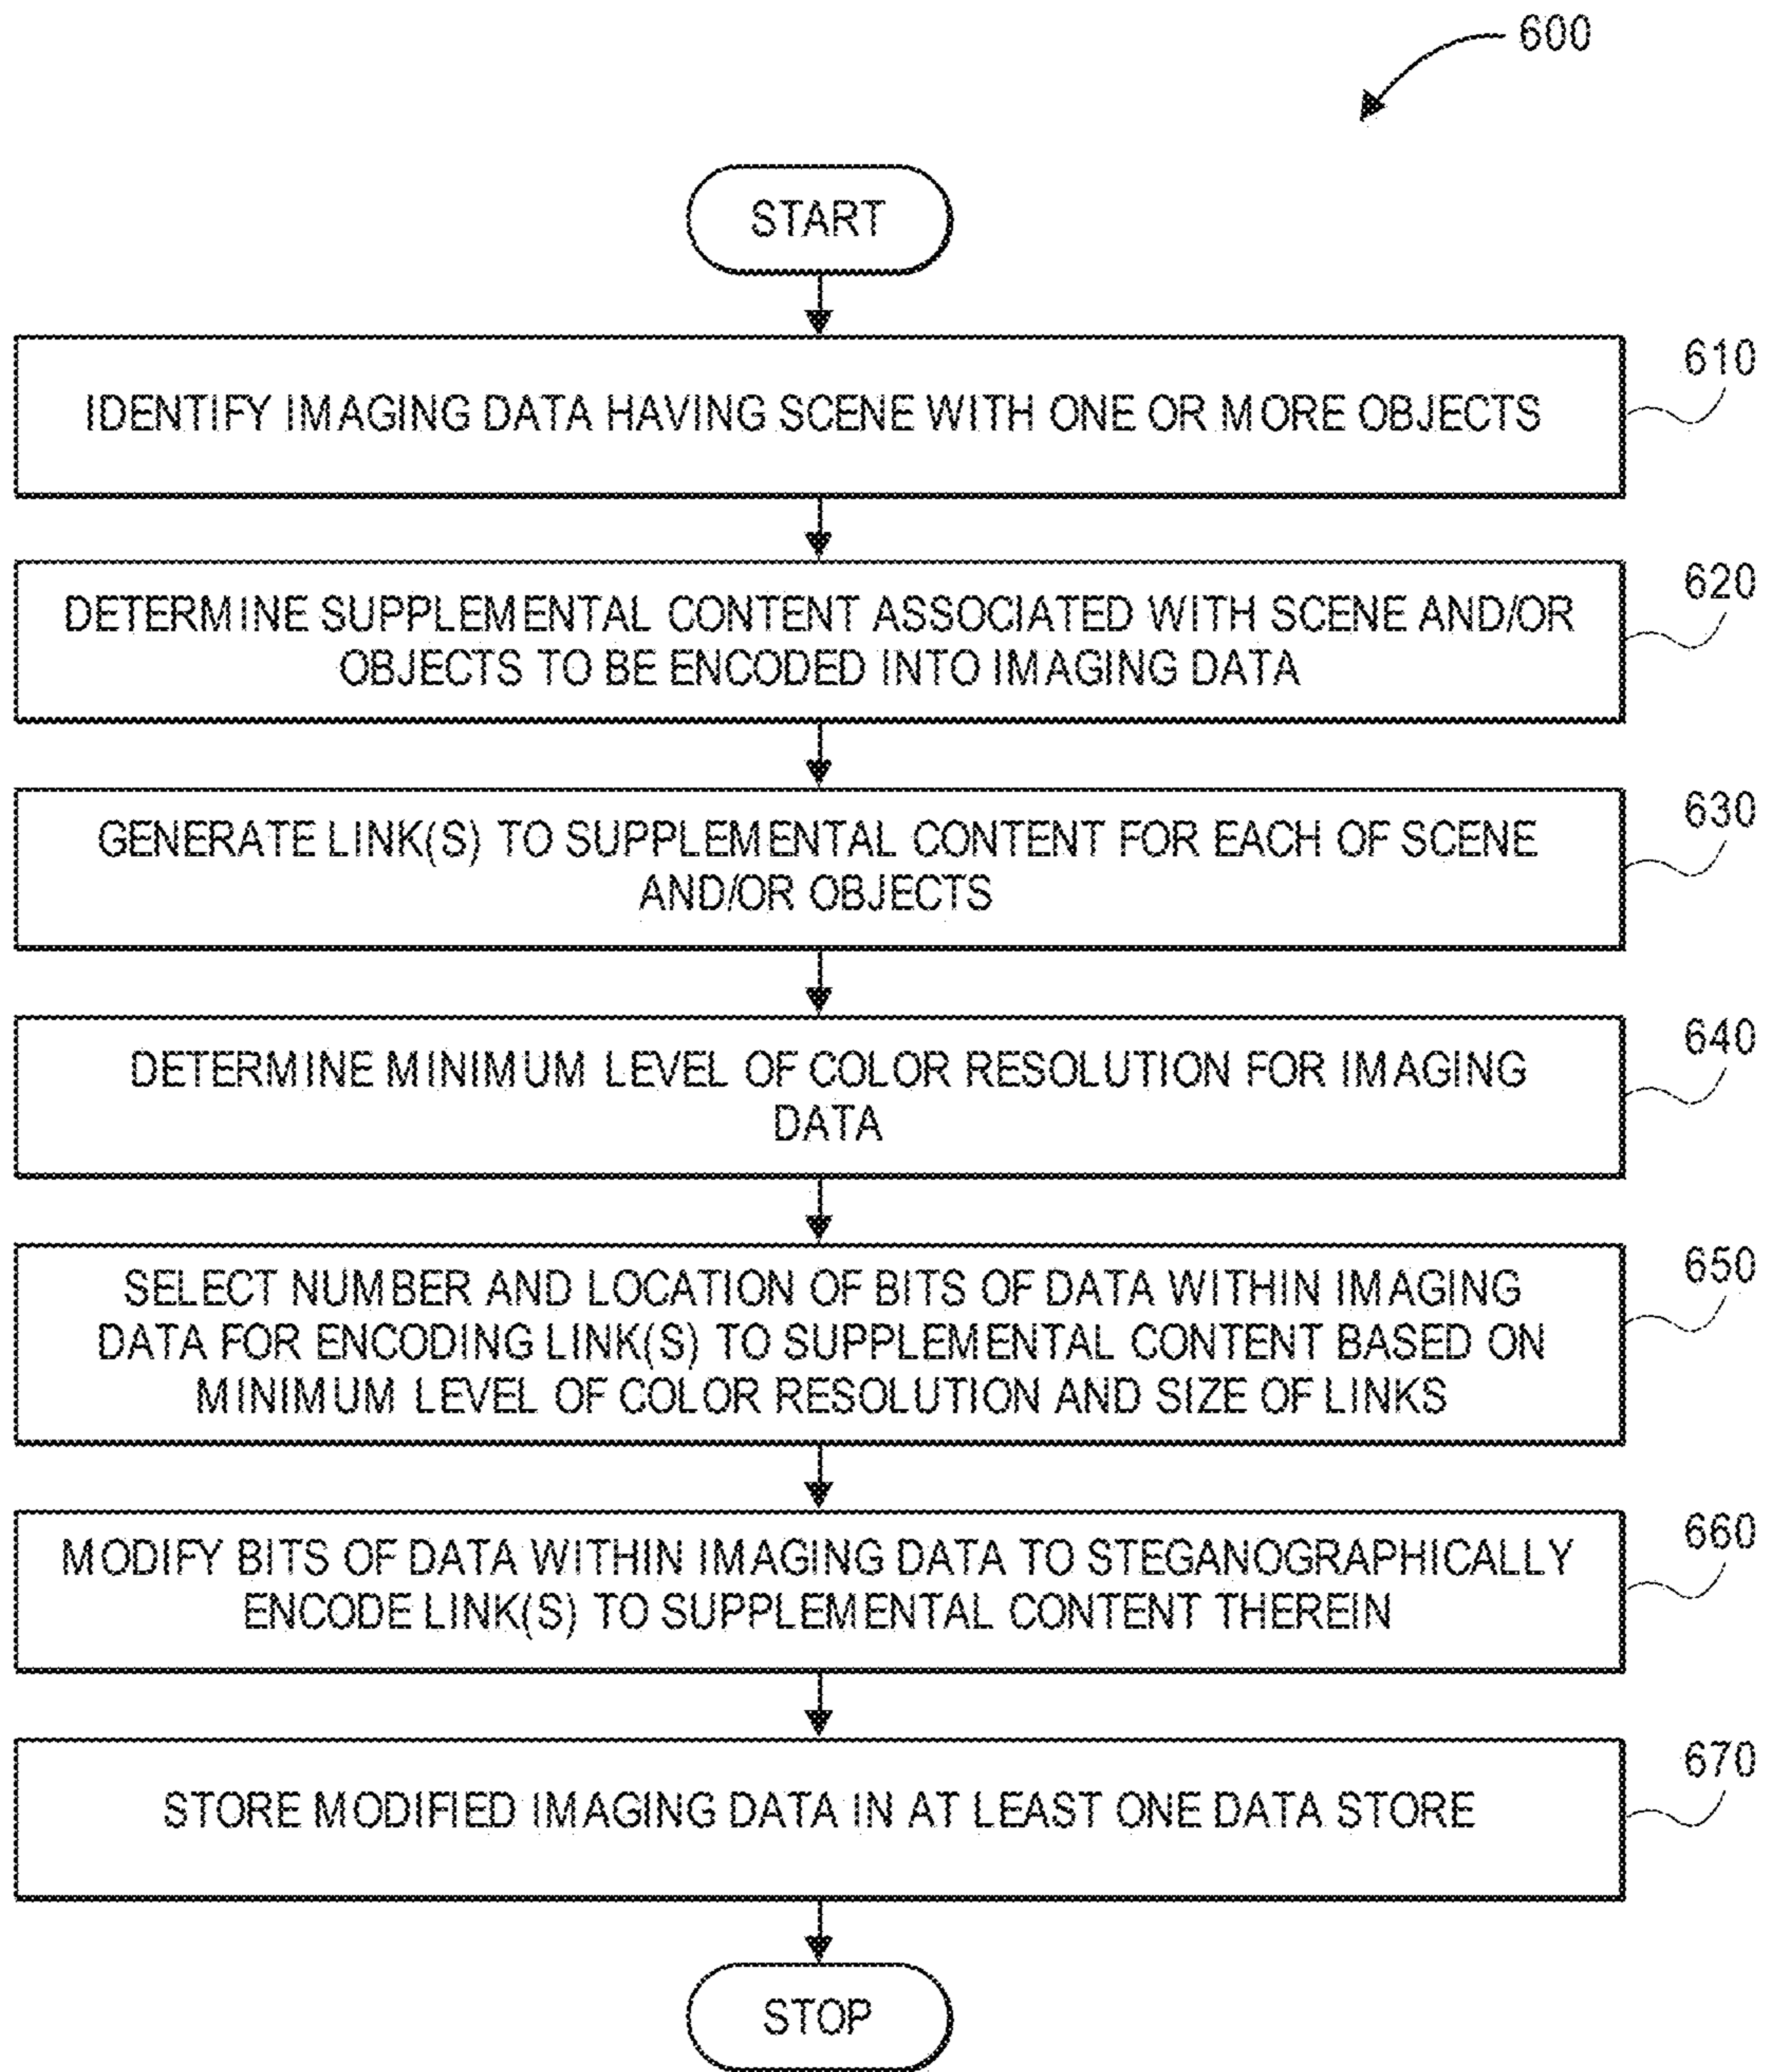 600
START
IDENTIFY IMAGING DATA HAVING SCENE WITH ONE OR MORE OBJECTS
610
DETERMINE SUPPLEMENTAL CONTENT ASSOCIATED WITH SCENE AND/OR
OBJECTS TO BE ENCODED INTO IMAGING DATA
620
GENERATE LINK(S) TO SUPPLEMENTAL CONTENT FOR EACH OF SCENE
AND/OR OBJECTS
630
DETERMINE MINIMUM LEVEL OF COLOR RESOLUTION FOR IMAGING
DATA
640
SELECT NUMBER AND LOCATION OF BITS OF DATA WITHIN IMAGING
DATA FOR ENCODING LINK(S) TO SUPPLEMENTAL CONTENT BASED ON
MINIMUM LEVEL OF COLOR RESOLUTION AND SIZE OF LINKS
650
MODIFY BITS OF DATA WITHIN IMAGING DATA TO STEGANOGRAPHICALLY
ENCODE LINK(S) TO SUPPLEMENTAL CONTENT THEREIN
660
STORE MODIFIED IMAGING DATA IN AT LEAST ONE DATA STORE
670
STOP